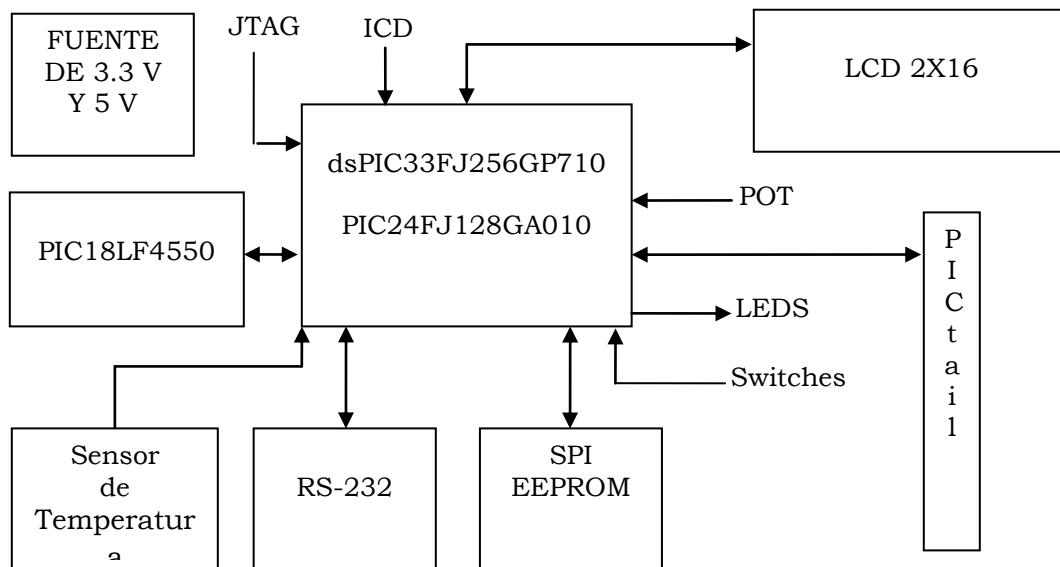 FUENTE
DE 3.3 V
Y 5 V
JTAG
ICD
LCD 2X16
dsPIC33FJ256GP710
PIC24FJ128GA010
PIC18LF4550
POT
P
I
C
t
a
i
l
LEDS
Switches
Sensor
de
Temperatur
a
RS-232
SPI
EEPROM